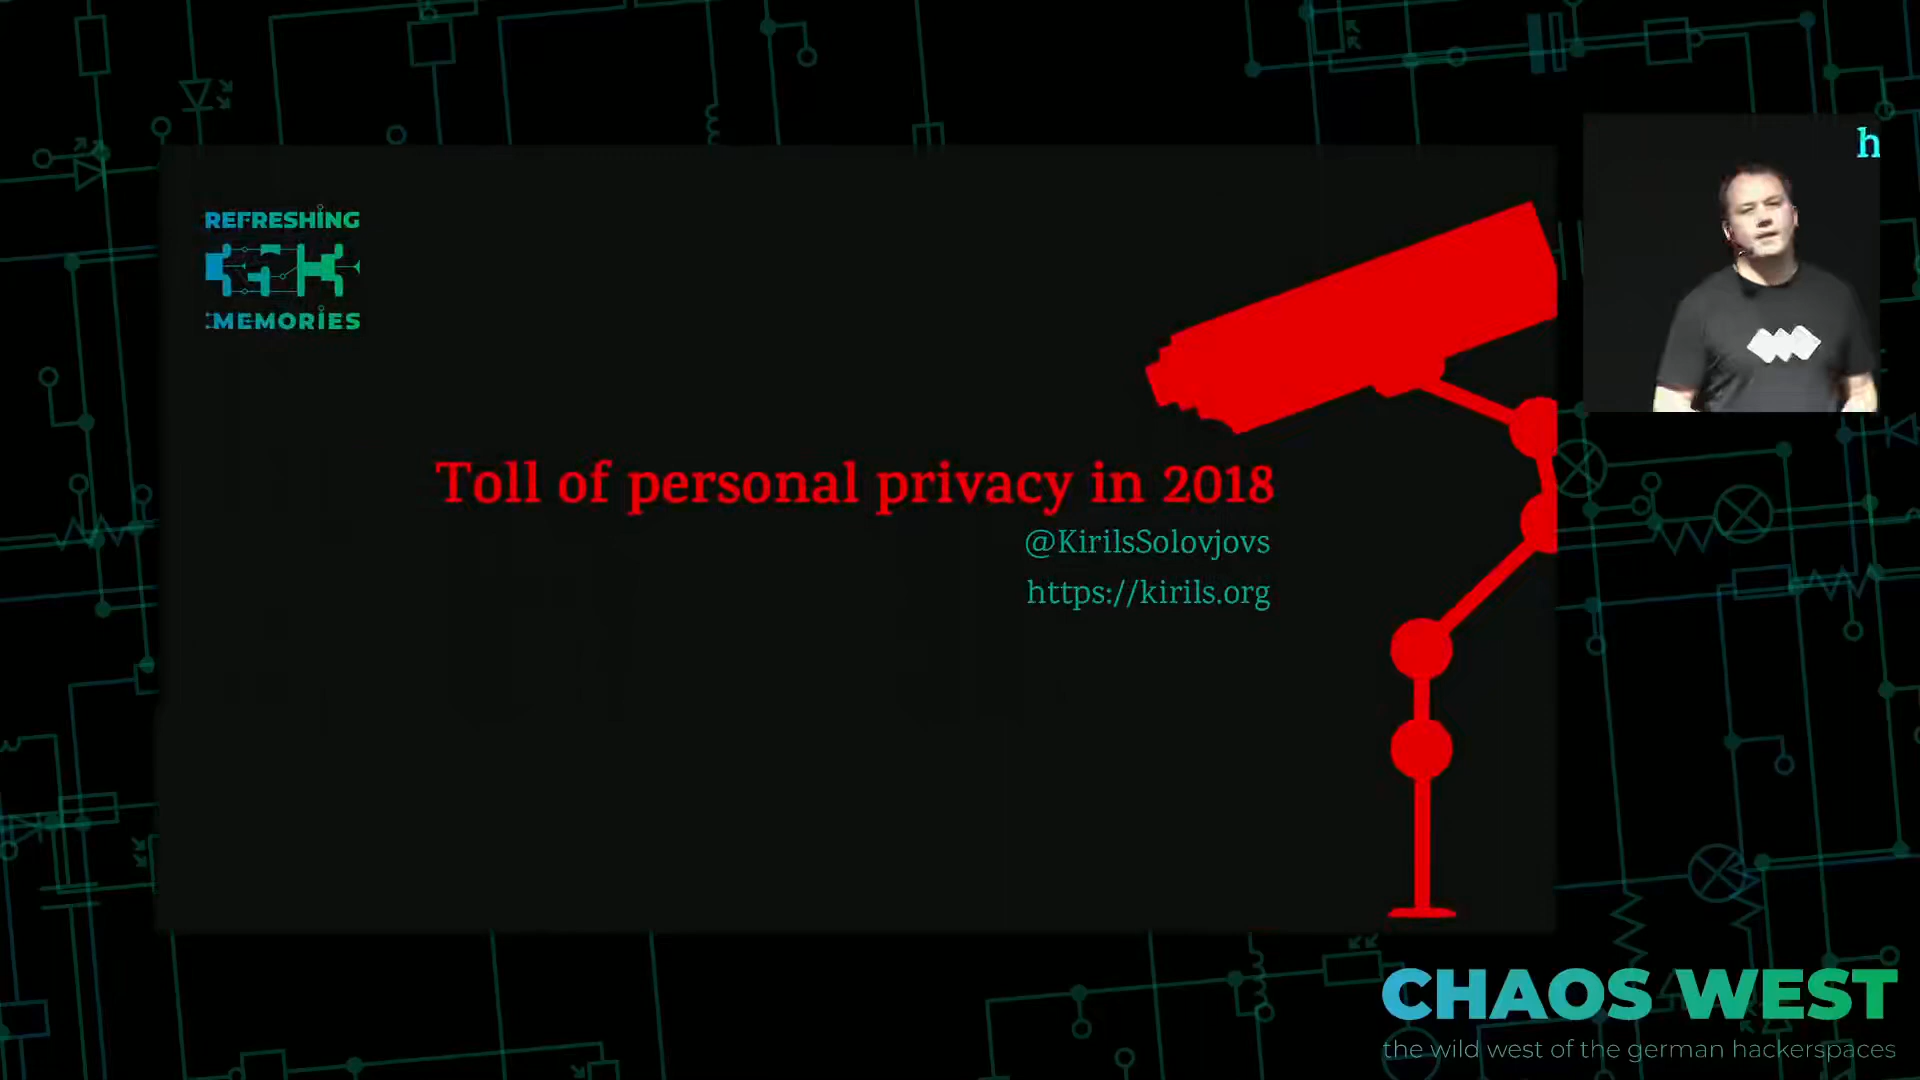 REFRESHING
35C3
:MEMORIES
h
Toll of personal privacy in 2018
@KirilsSolovjovs
https://kirils.org
CHAOS WEST
the wild west of the german hackerspaces